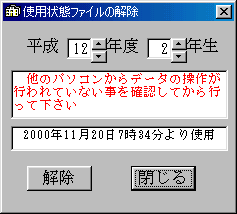 使用状態ファイルの解除
平成 12 年度 2 年生
他のパソコンからデータの操作が
行われていない事を確認してから行
って下さい
2000年11月20日7時34分より使用
解除 閉じる